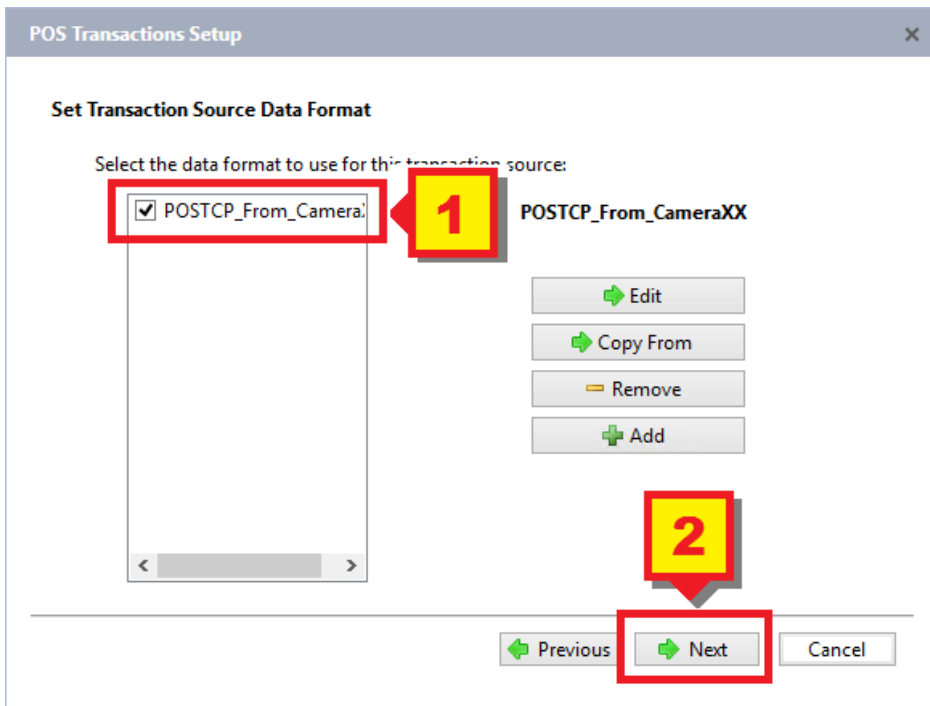 POS Transactions Setup
Set Transaction Source Data Format
Select the data format to use for this transaction source:
POSTCP_From_Camera
1
POSTCP_From_CameraXX
Edit
Copy From
Remove
Add
2
Previous
Next
Cancel